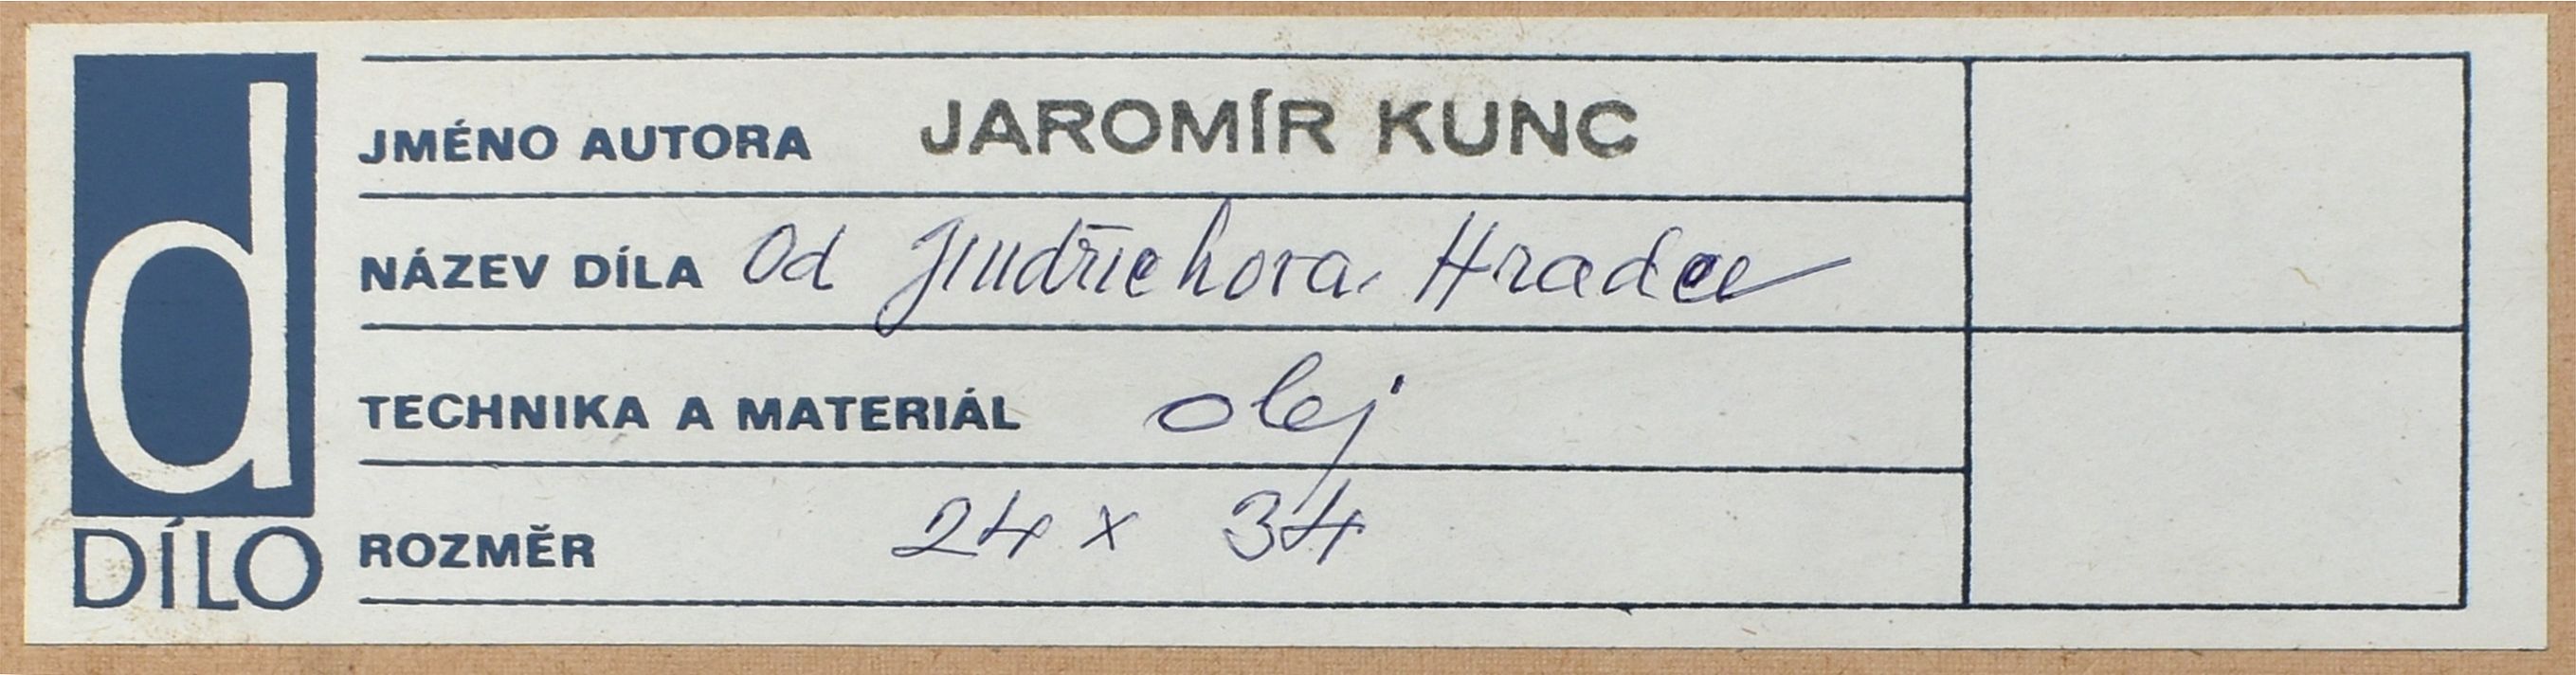 d
DÍLO
JMÉNO AUTORA JAROMÍR KUNC
NÁZEV DÍLA Od Jindřichova Hradce
TECHNIKA A MATERIÁL olej
ROZMĚR 24 x 34